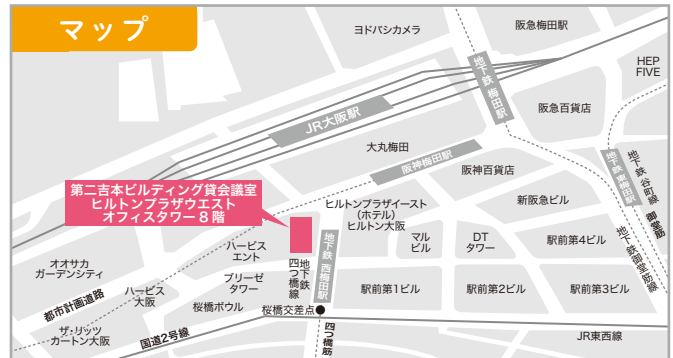 マップ
ヨドバシカメラ
阪急梅田駅
地下鉄 梅田駅
HEP
FIVE
阪急百貨店
JR大阪駅
大丸梅田
阪神梅田駅
阪神百貨店
地下鉄 東梅田駅
地下鉄 谷町線
御堂筋
地下鉄 御堂筋線
第二吉本ビルディング貸会議室
ヒルトンプラザウエスト
オフィスタワー8階
ヒルトンプラザイースト
(ホテル)
ヒルトン大阪
新阪急ビル
ハービス
エント
地下鉄
四つ橋線
地下鉄 西梅田駅
マル
ビル
DT
タワー
駅前第4ビル
オオサカ
ガーデンシティ
都市計画道路
ハービス
大阪
ブリーゼ
タワー
駅前第1ビル
駅前第2ビル
駅前第3ビル
桜橋ボウル
桜橋交差点
ザ・リッツ
カートン大阪
国道2号線
四つ橋筋
JR東西線